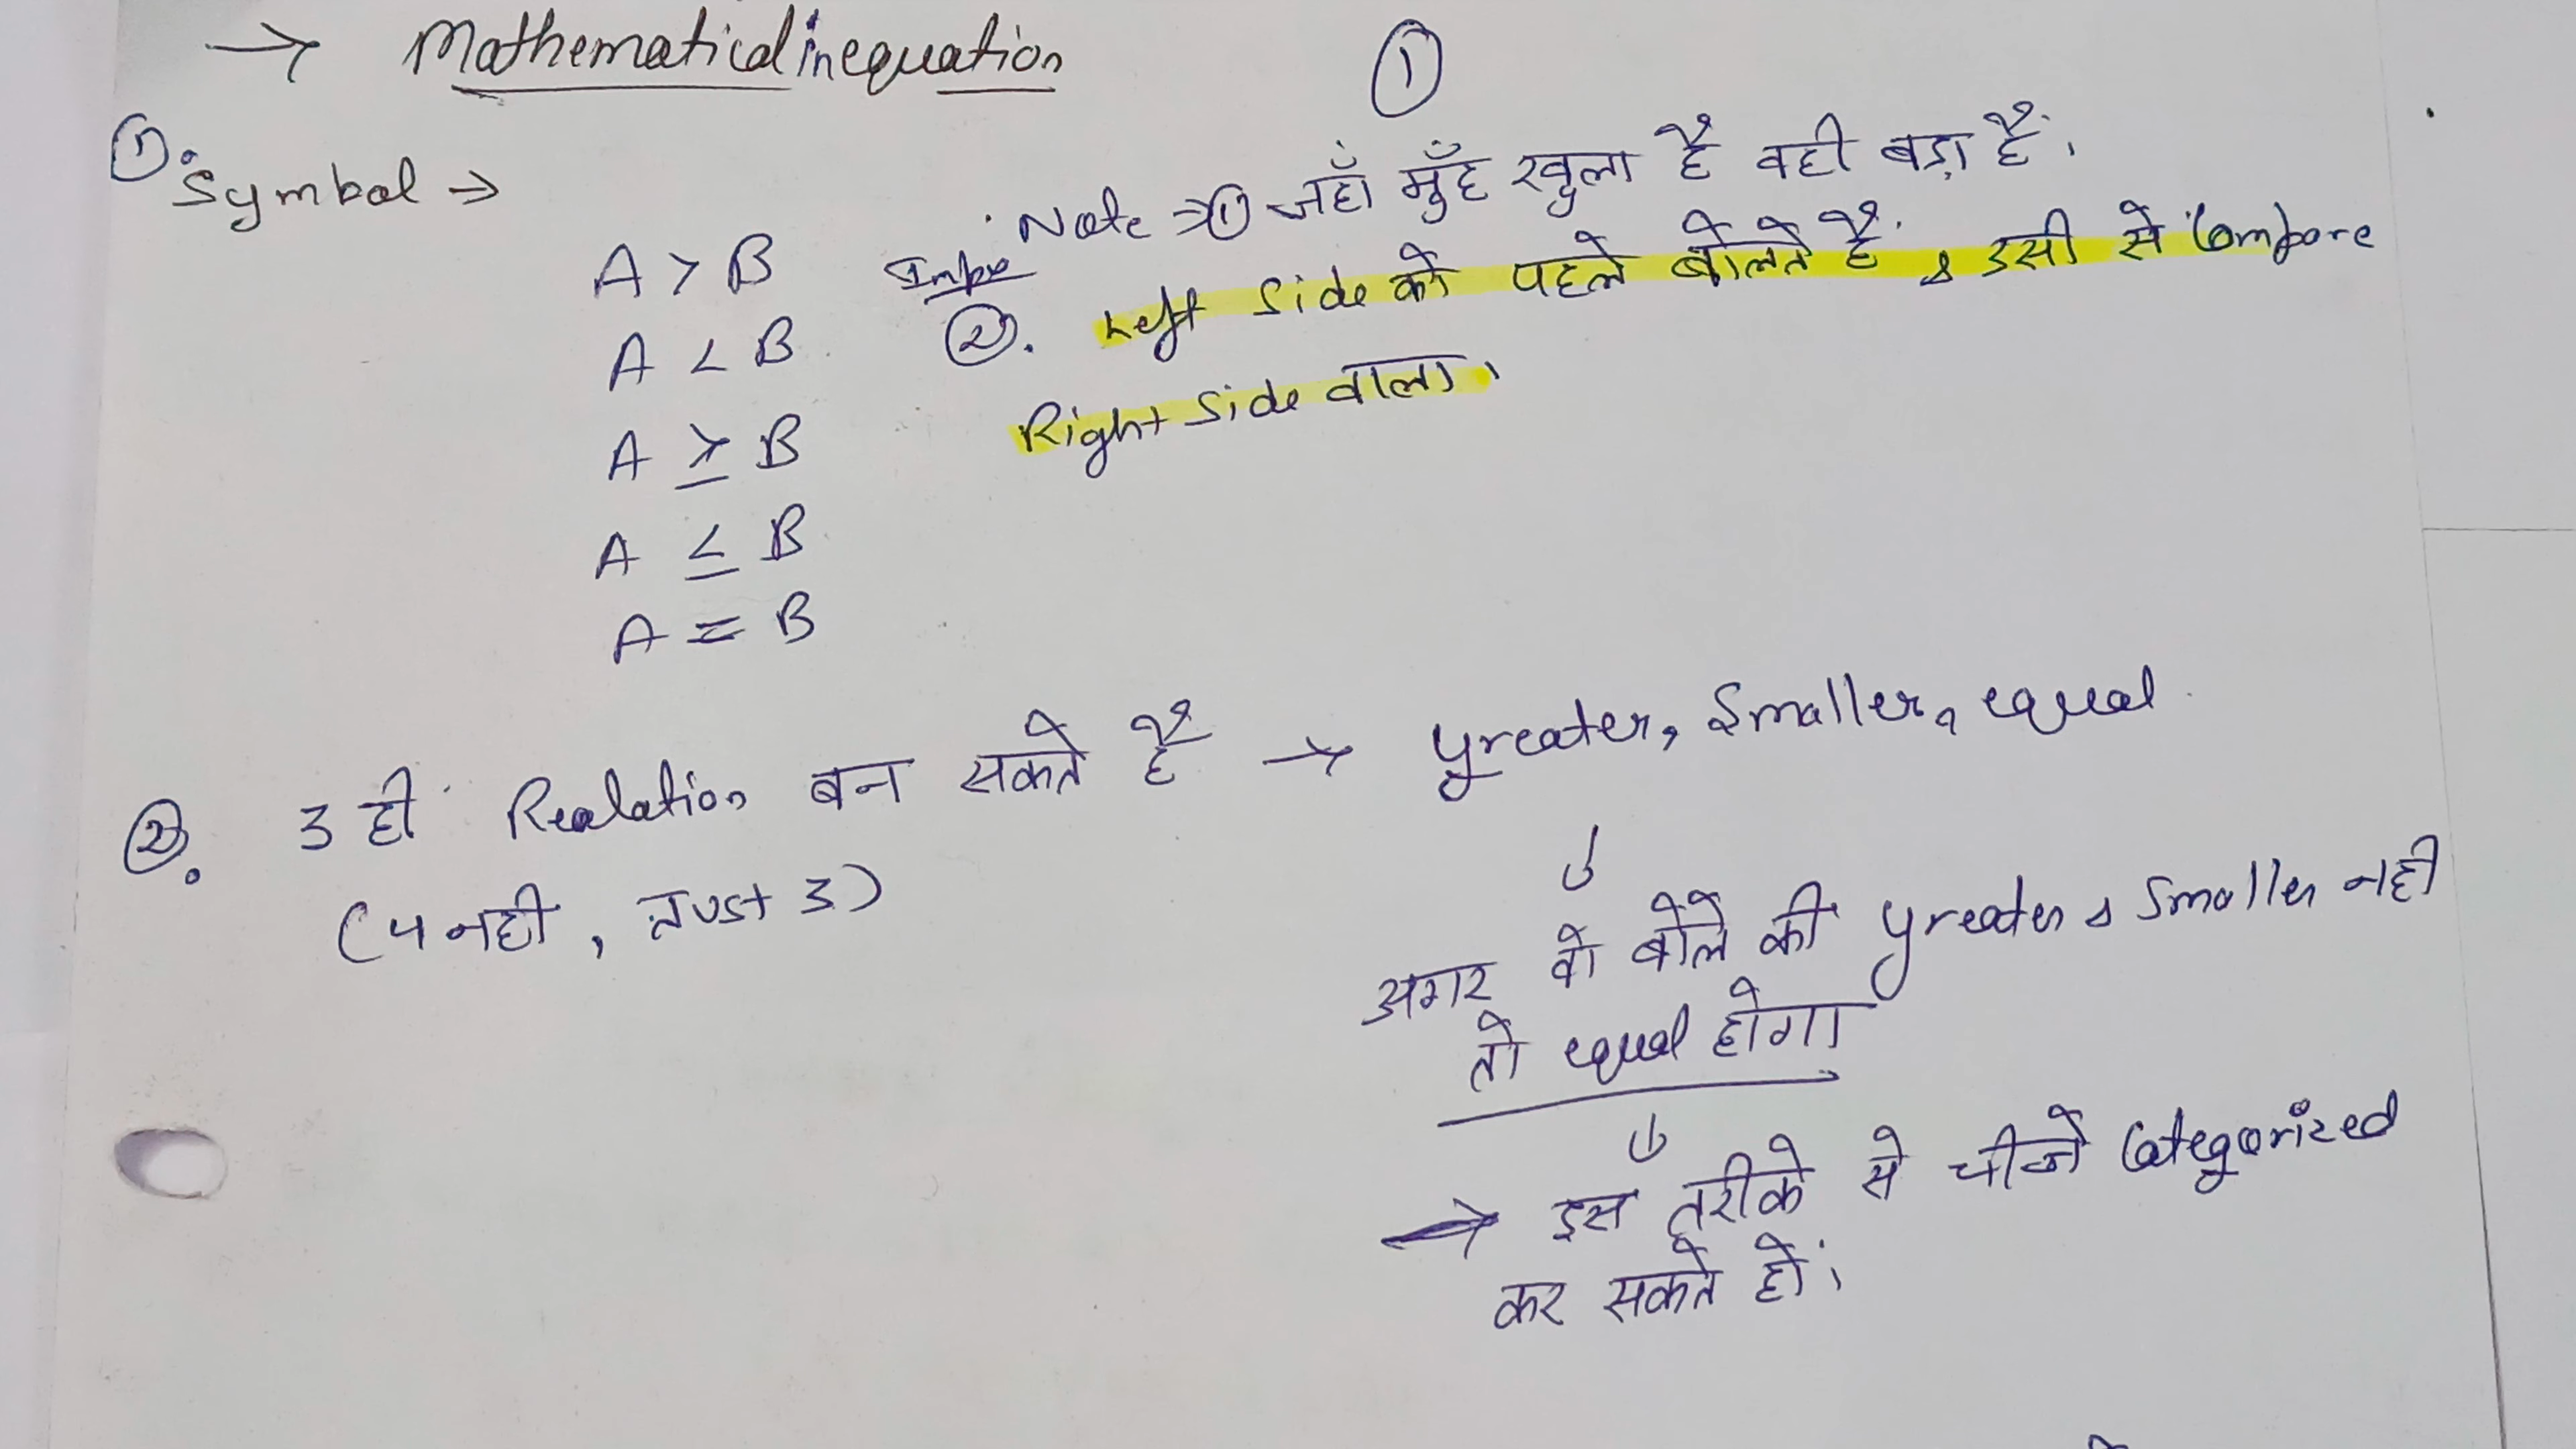 → Mathematical inequation
①
①. Symbol →
Note ⇒ ① जहाँ मुँह खुला है वही बड़ा है।
A > B
Imp
②. Left Side को पहले बोलते है & उसी से Compare
A < B
Right Side वाला।
A ≥ B
A ≤ B
A = B
②. 3 ही Realation बन सकते है → greater, Smaller, equal
(4 नही, Just 3)
↓
अगर वो बोले की greater & Smaller नही
तो equal होगा
↓
→ इस तरीके से चीजे Categorized
कर सकते हो।